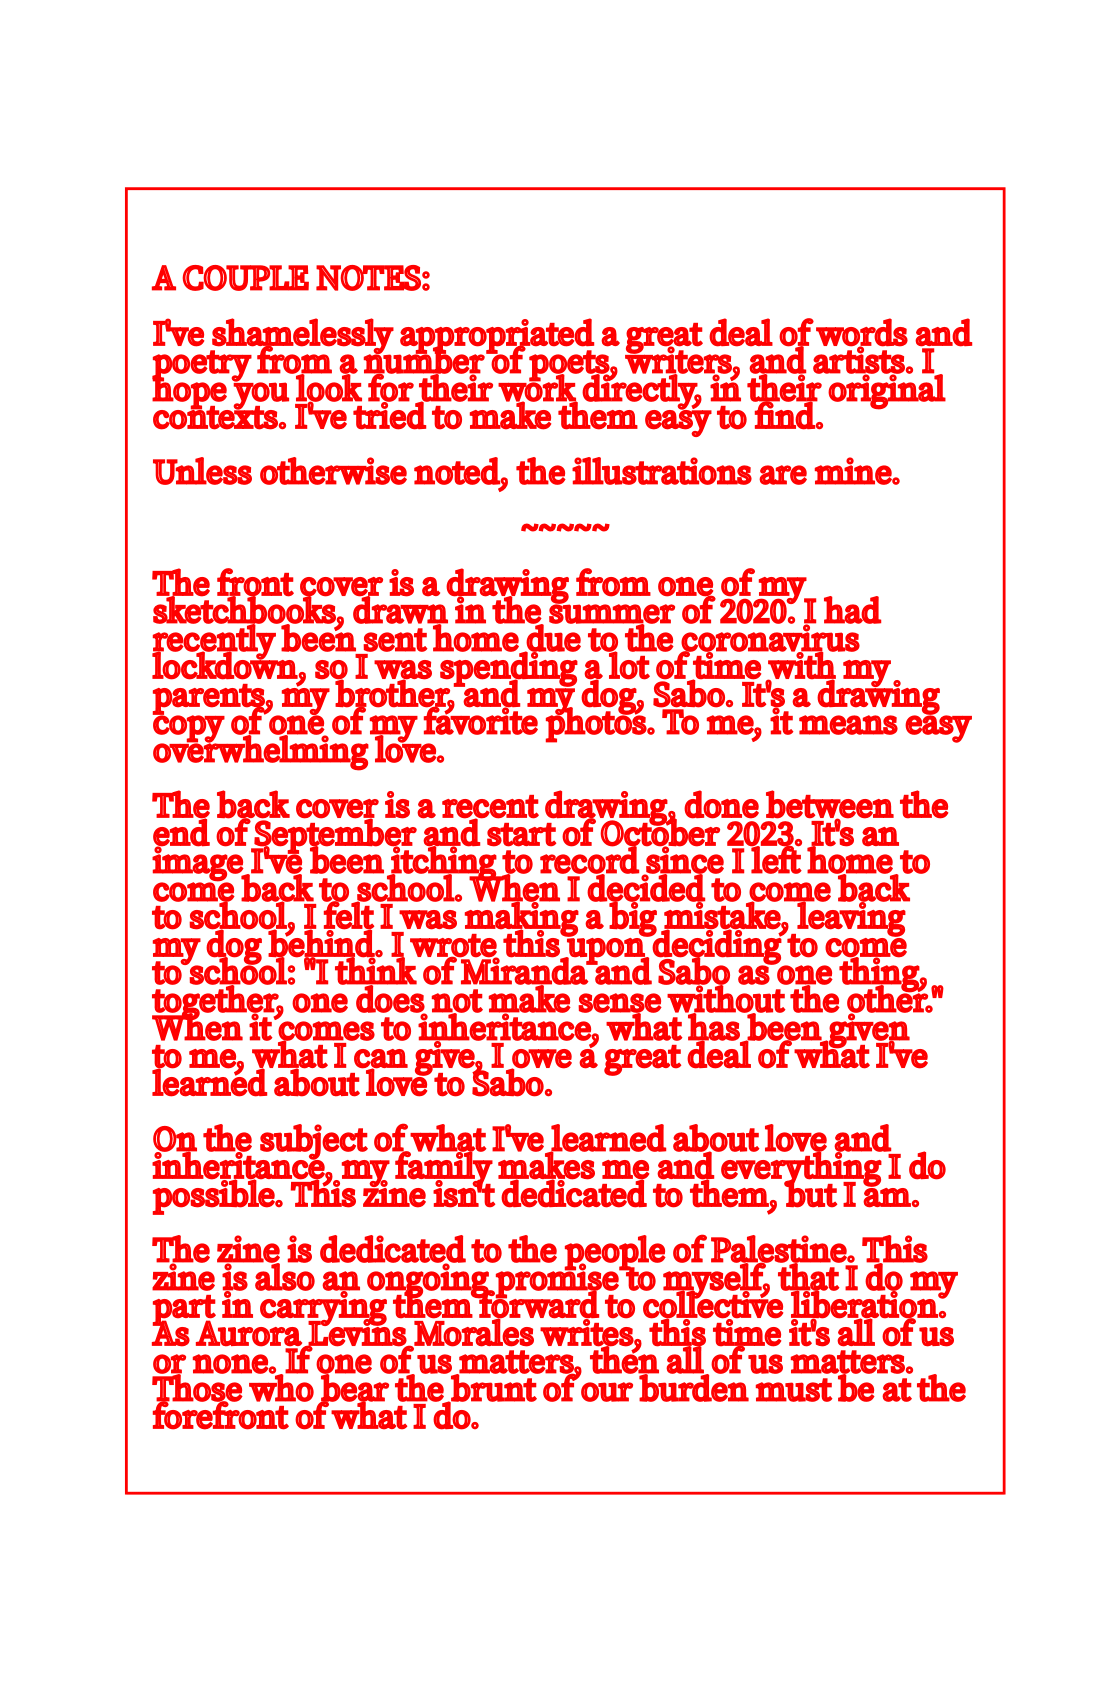 A COUPLE NOTES:
I've shamelessly appropriated a great deal of words and
poetry from a number of poets, writers, and artists. I
hope you look for their work directly, in their original
contexts. I've tried to make them easy to find.
Unless otherwise noted, the illustrations are mine.
~~~~~
The front cover is a drawing from one of my
sketchbooks, drawn in the summer of 2020. I had
recently been sent home due to the coronavirus
lockdown, so I was spending a lot of time with my
parents, my brother, and my dog, Sabo. It's a drawing
copy of one of my favorite photos. To me, it means easy
overwhelming love.
The back cover is a recent drawing, done between the
end of September and start of October 2023. It's an
image I've been itching to record since I left home to
come back to school. When I decided to come back
to school, I felt I was making a big mistake, leaving
my dog behind. I wrote this upon deciding to come
to school: "I think of Miranda and Sabo as one thing,
together, one does not make sense without the other."
When it comes to inheritance, what has been given
to me, what I can give, I owe a great deal of what I've
learned about love to Sabo.
On the subject of what I've learned about love and
inheritance, my family makes me and everything I do
possible. This zine isn't dedicated to them, but I am.
The zine is dedicated to the people of Palestine. This
zine is also an ongoing promise to myself, that I do my
part in carrying them forward to collective liberation.
As Aurora Levins Morales writes, this time it's all of us
or none. If one of us matters, then all of us matters.
Those who bear the brunt of our burden must be at the
forefront of what I do.